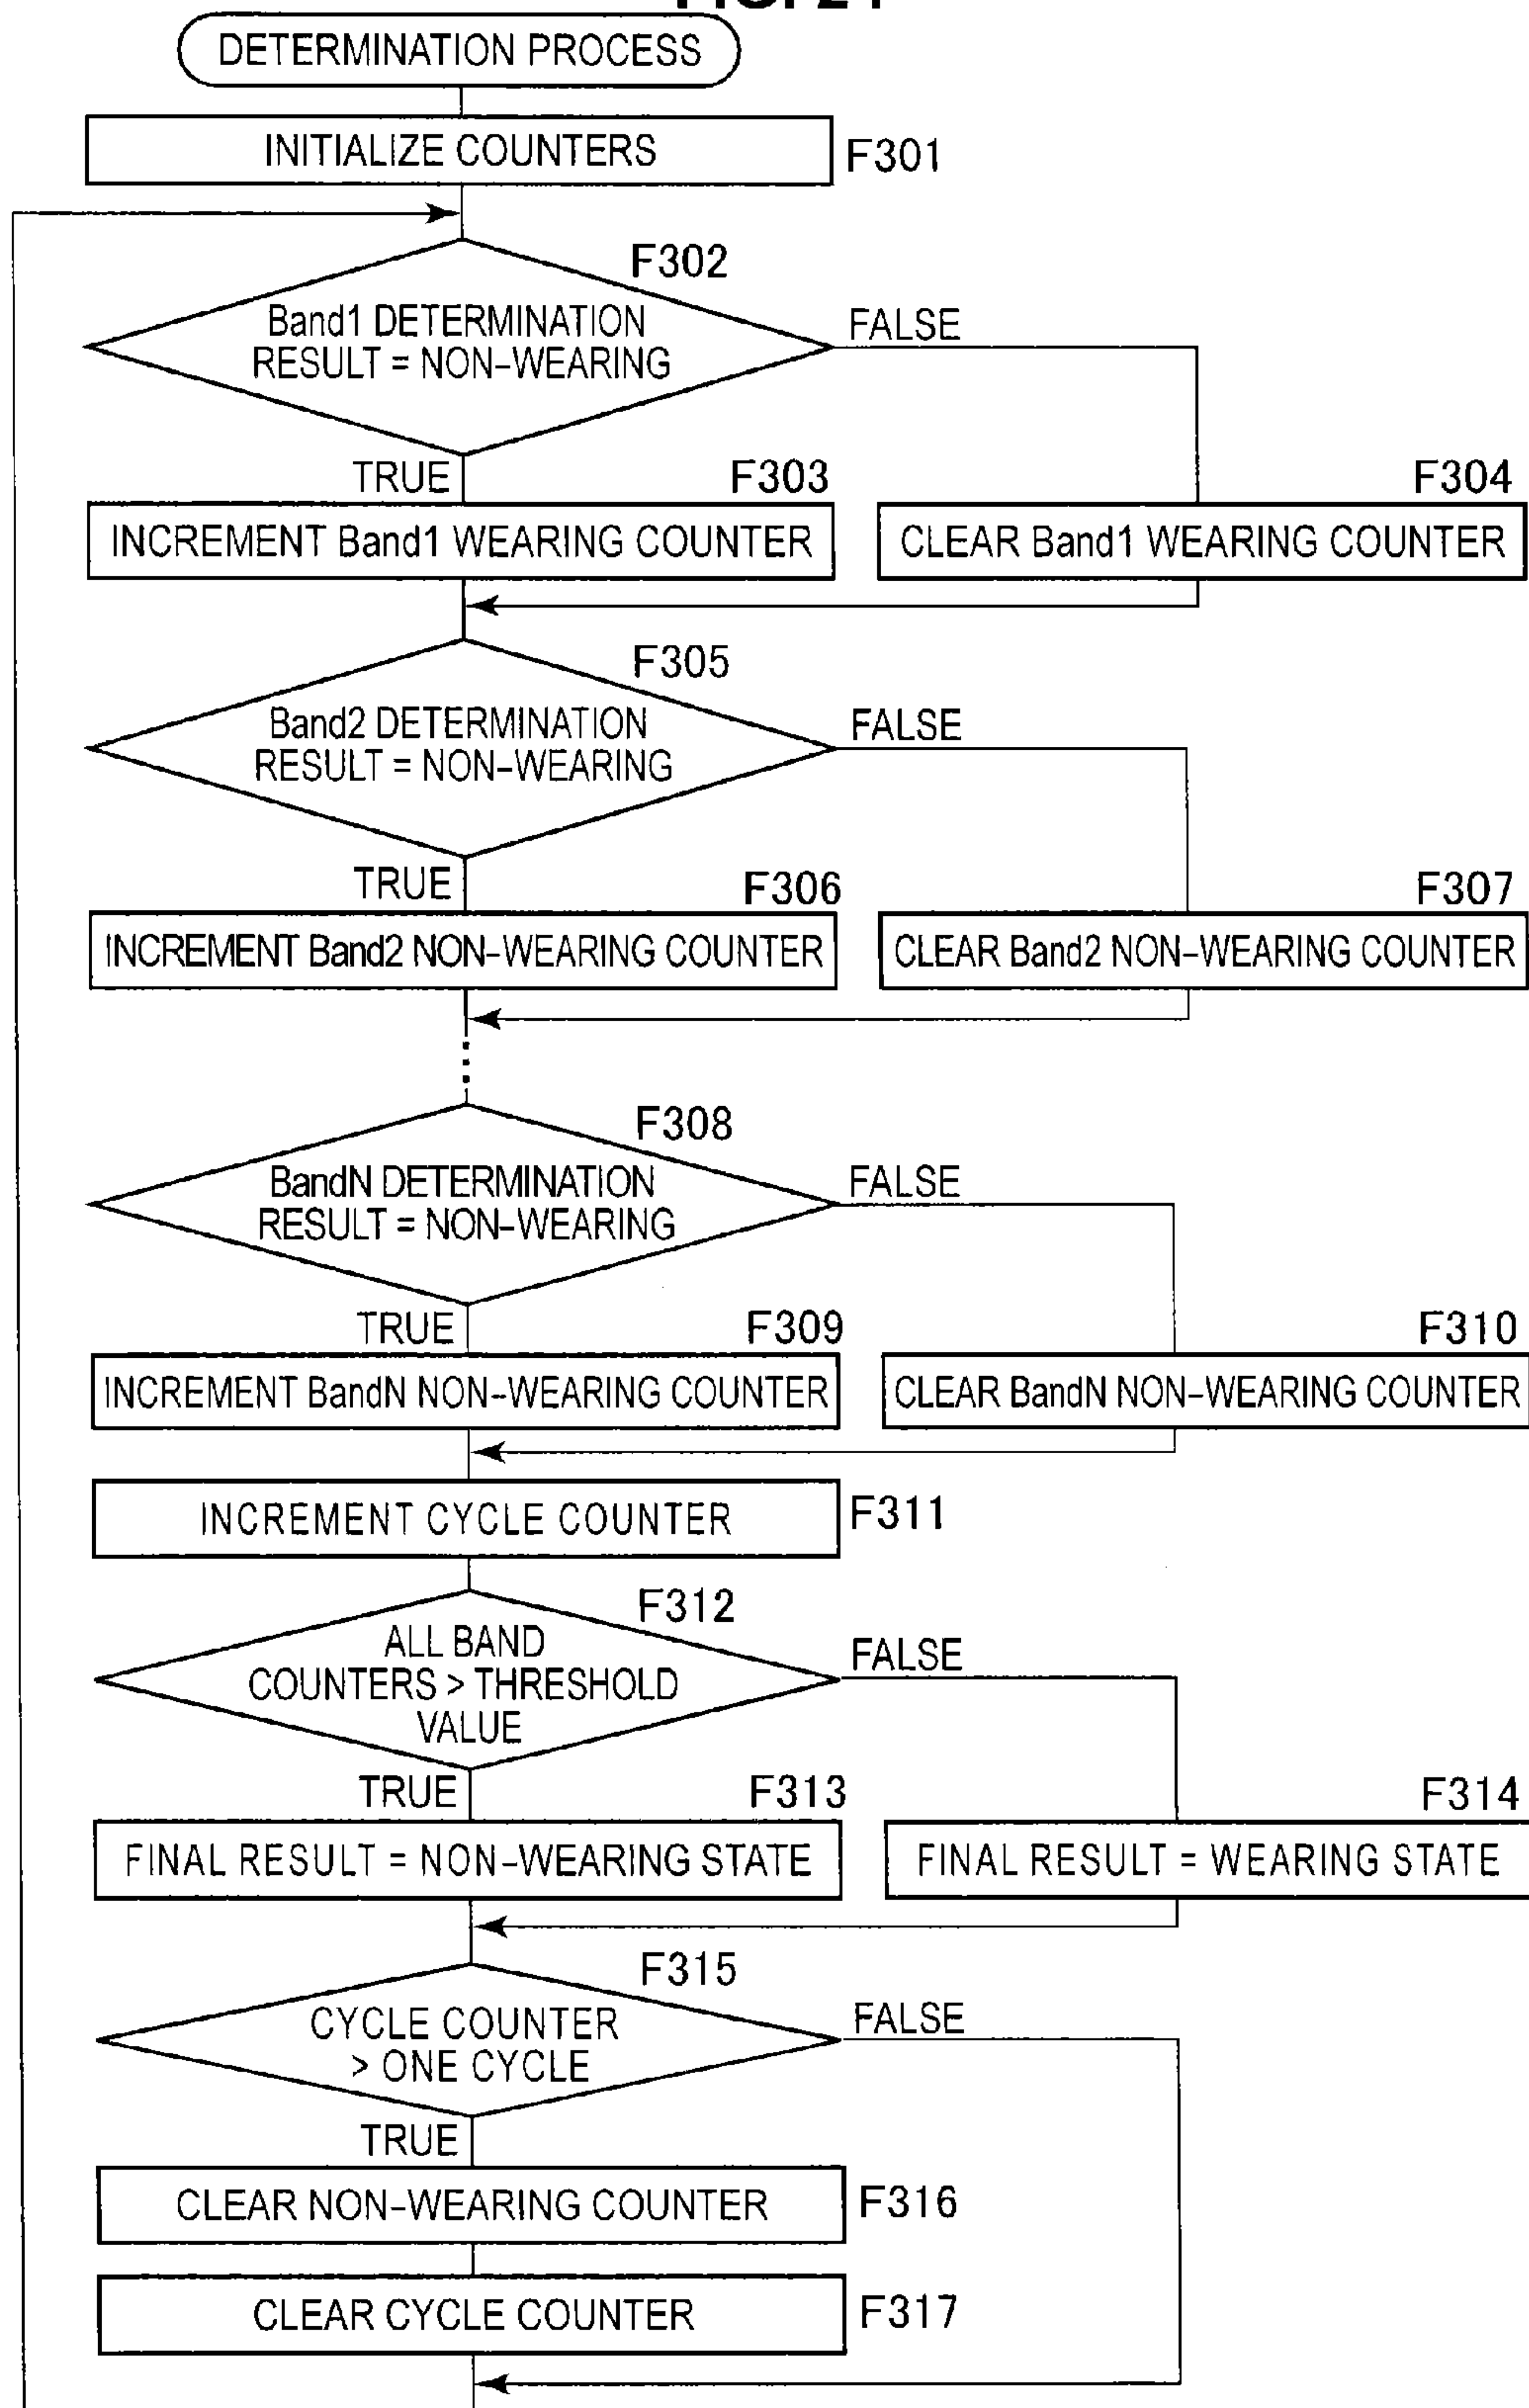 DETERMINATION PROCESS
INITIALIZE COUNTERS
F301
F302
Band1 DETERMINATION
RESULT = NON-WEARING
FALSE
TRUE
F303
F304
INCREMENT Band1 WEARING COUNTER
CLEAR Band1 WEARING COUNTER
F305
Band2 DETERMINATION
RESULT = NON-WEARING
FALSE
TRUE
F306
F307
INCREMENT Band2 NON-WEARING COUNTER
CLEAR Band2 NON-WEARING COUNTER
F308
BandN DETERMINATION
RESULT = NON-WEARING
FALSE
TRUE
F309
F310
INCREMENT BandN NON-WEARING COUNTER
CLEAR BandN NON-WEARING COUNTER
INCREMENT CYCLE COUNTER
F311
F312
ALL BAND
COUNTERS > THRESHOLD
VALUE
FALSE
TRUE
F313
F314
FINAL RESULT = NON-WEARING STATE
FINAL RESULT = WEARING STATE
F315
CYCLE COUNTER
> ONE CYCLE
FALSE
TRUE
CLEAR NON-WEARING COUNTER
F316
CLEAR CYCLE COUNTER
F317